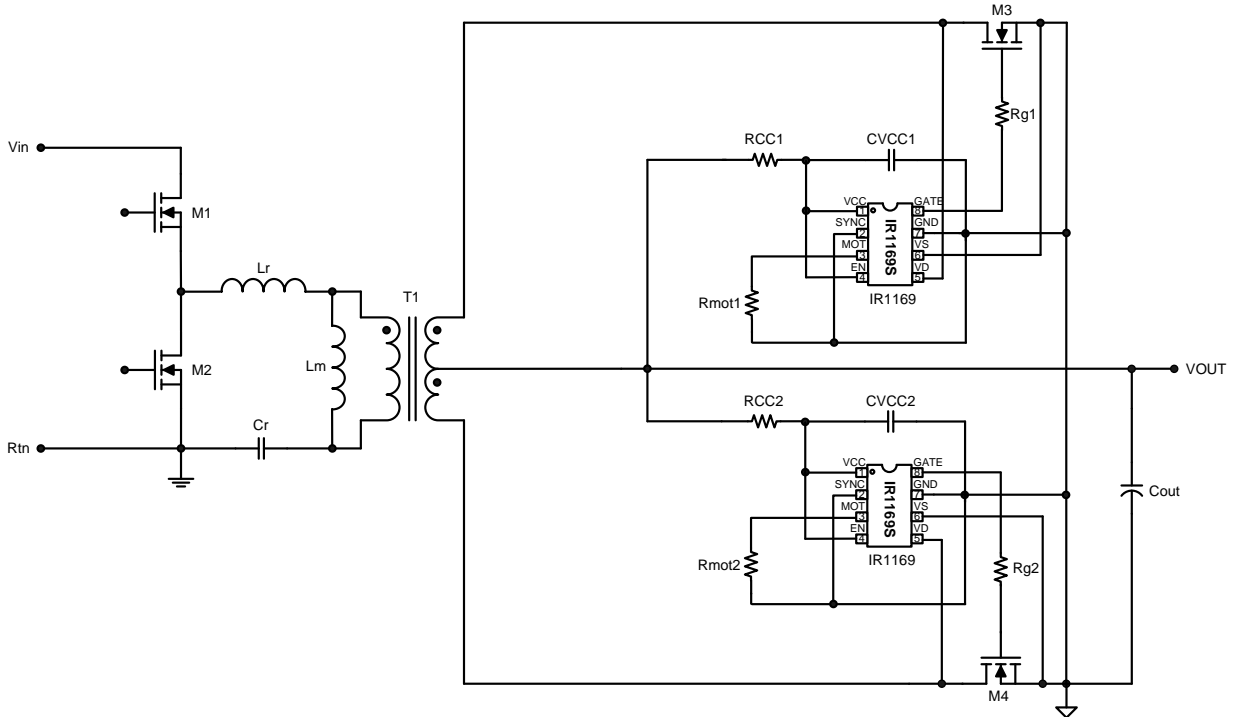 M3
Rg1
RCC1
CVCC1
Vin
M1
VCC
1
SYNC
2
MOT
3
EN
4
IR1169S
GATE
8
GND
7
VS
6
VD
5
IR1169
Rmot1
Lr
T1
M2
Lm
VOUT
RCC2
CVCC2
Cr
Rtn
VCC
1
SYNC
2
MOT
3
EN
4
IR1169S
GATE
8
GND
7
VS
6
VD
5
IR1169
Cout
Rmot2
Rg2
M4